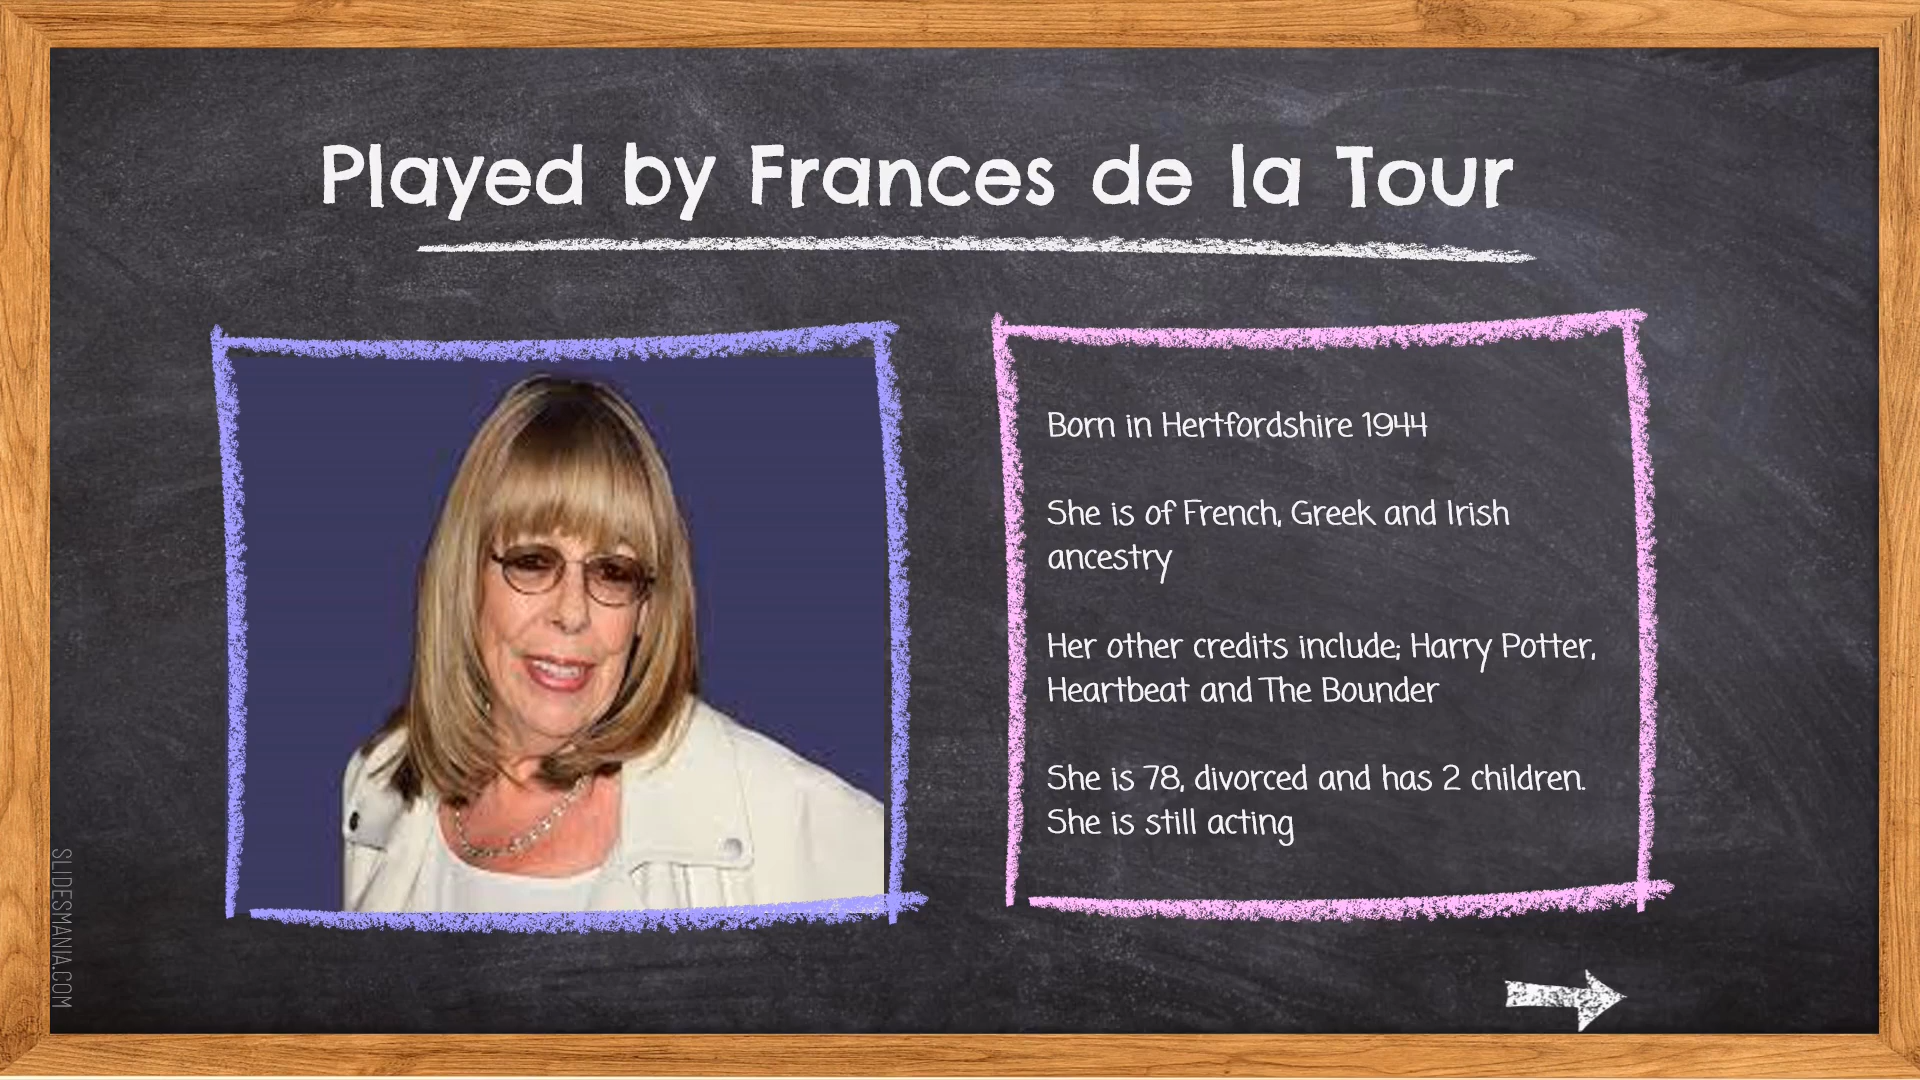 Played by Frances de la Tour
Born in Hertfordshire 1944
She is of French, Greek and Irish
ancestry
Her other credits include; Harry Potter,
Heartbeat and The Bounder
She is 78, divorced and has 2 children.
She is still acting
SLIDESMANIA.COM